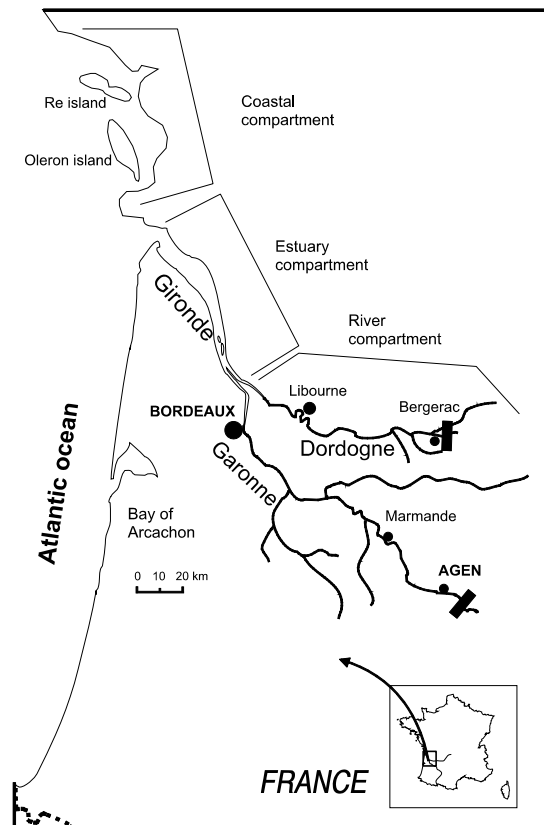 Re island
Coastal
compartment
Oleron island
Estuary
compartment
Gironde
River
compartment
Libourne
BORDEAUX
Bergerac
Dordogne
Garonne
Atlantic ocean
Bay of
Arcachon
Marmande
0 10 20 km
AGEN
FRANCE